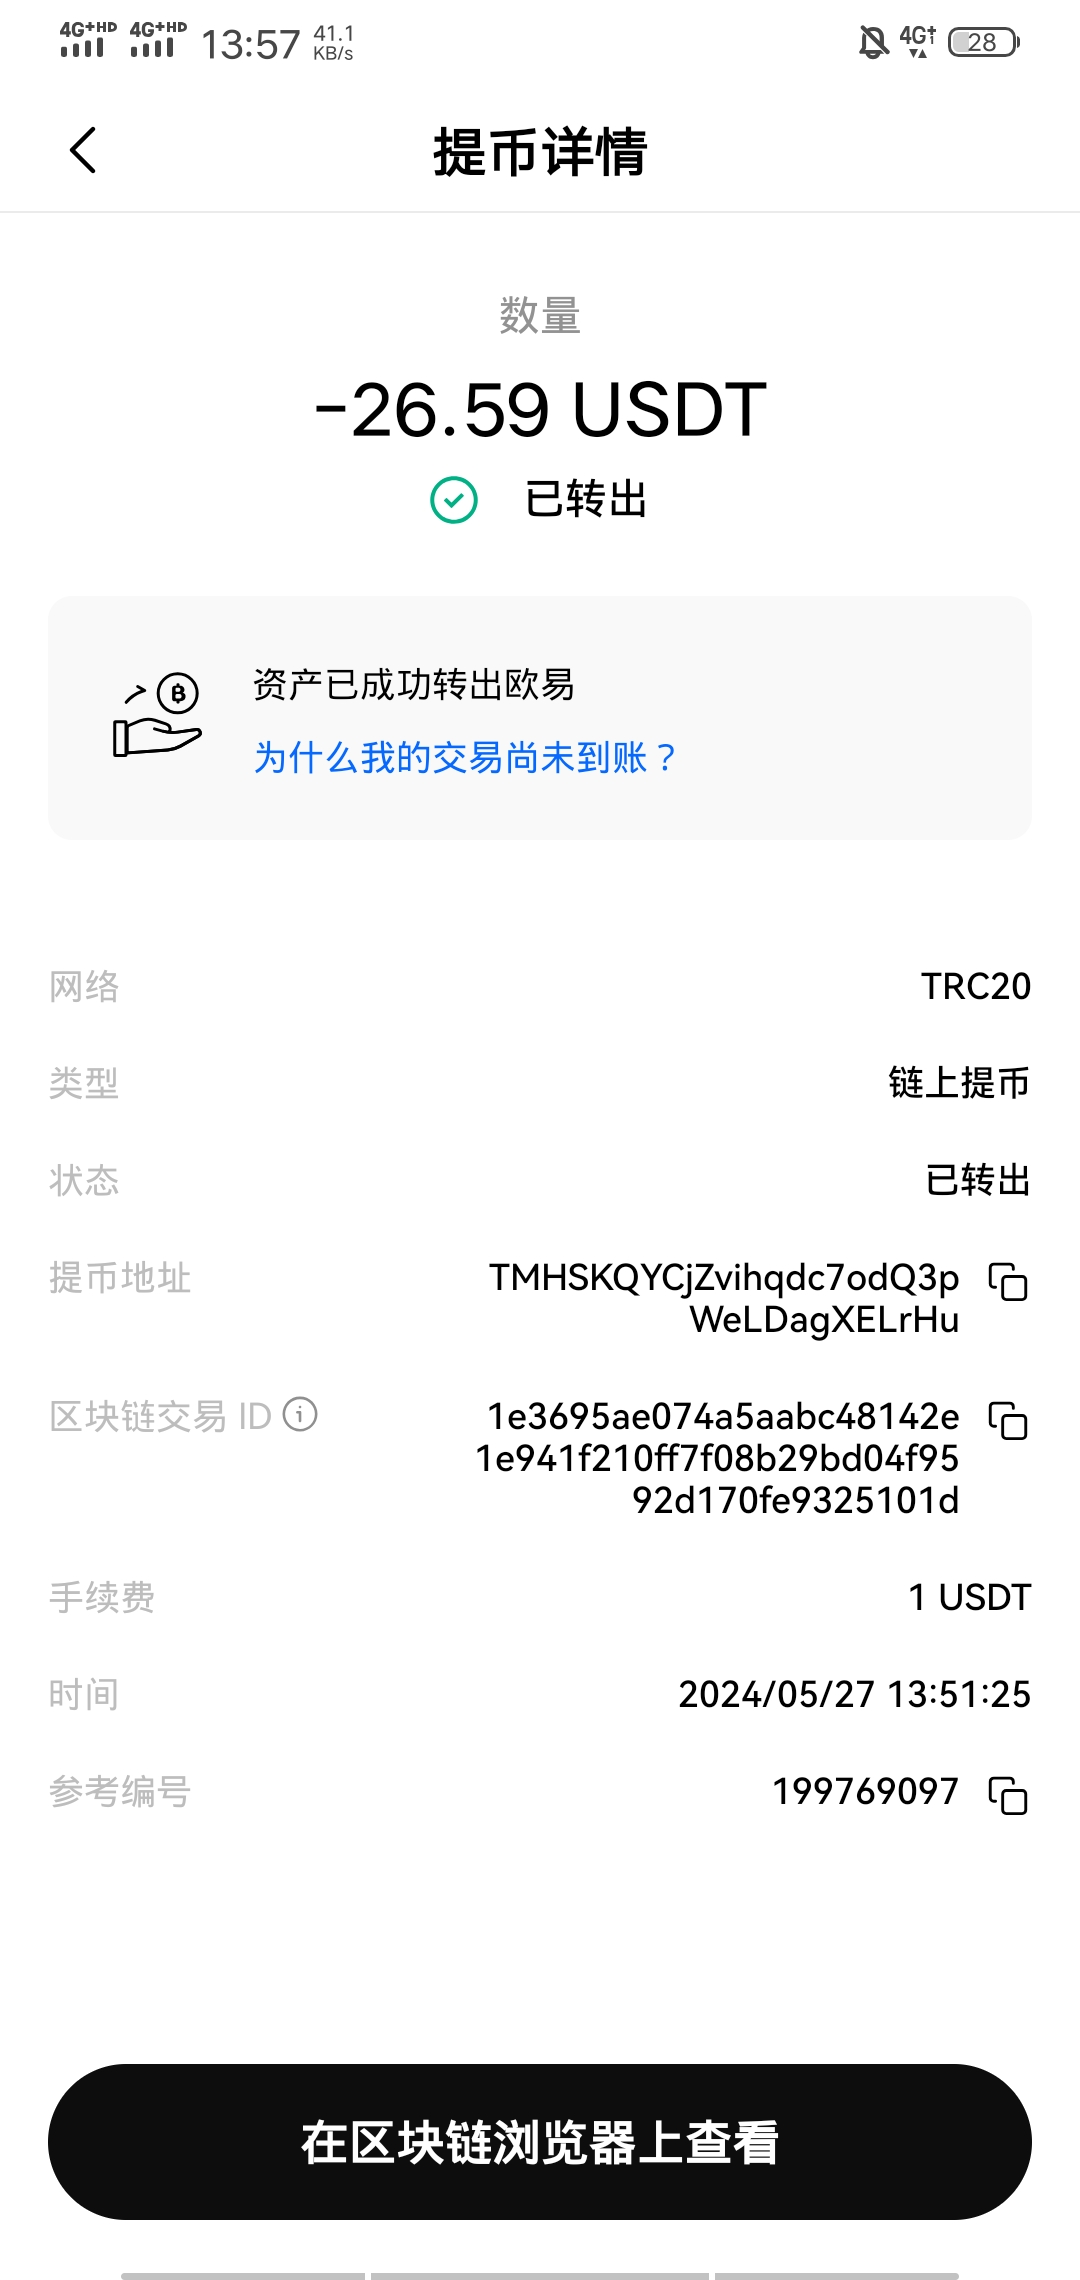 4G+HD 4G+HD 13:57 41.1 KB/s 4G 28
提币详情
数量
-26.59 USDT
已转出
资产已成功转出欧易
为什么我的交易尚未到账？
网络 TRC20
类型 链上提币
状态 已转出
提币地址 TMHSKQYCjZvihqdc7odQ3p
WeLDagXELrHu
区块链交易 ID 1e3695ae074a5aabc48142e
1e941f210ff7f08b29bd04f95
92d170fe9325101d
手续费 1 USDT
时间 2024/05/27 13:51:25
参考编号 199769097
在区块链浏览器上查看